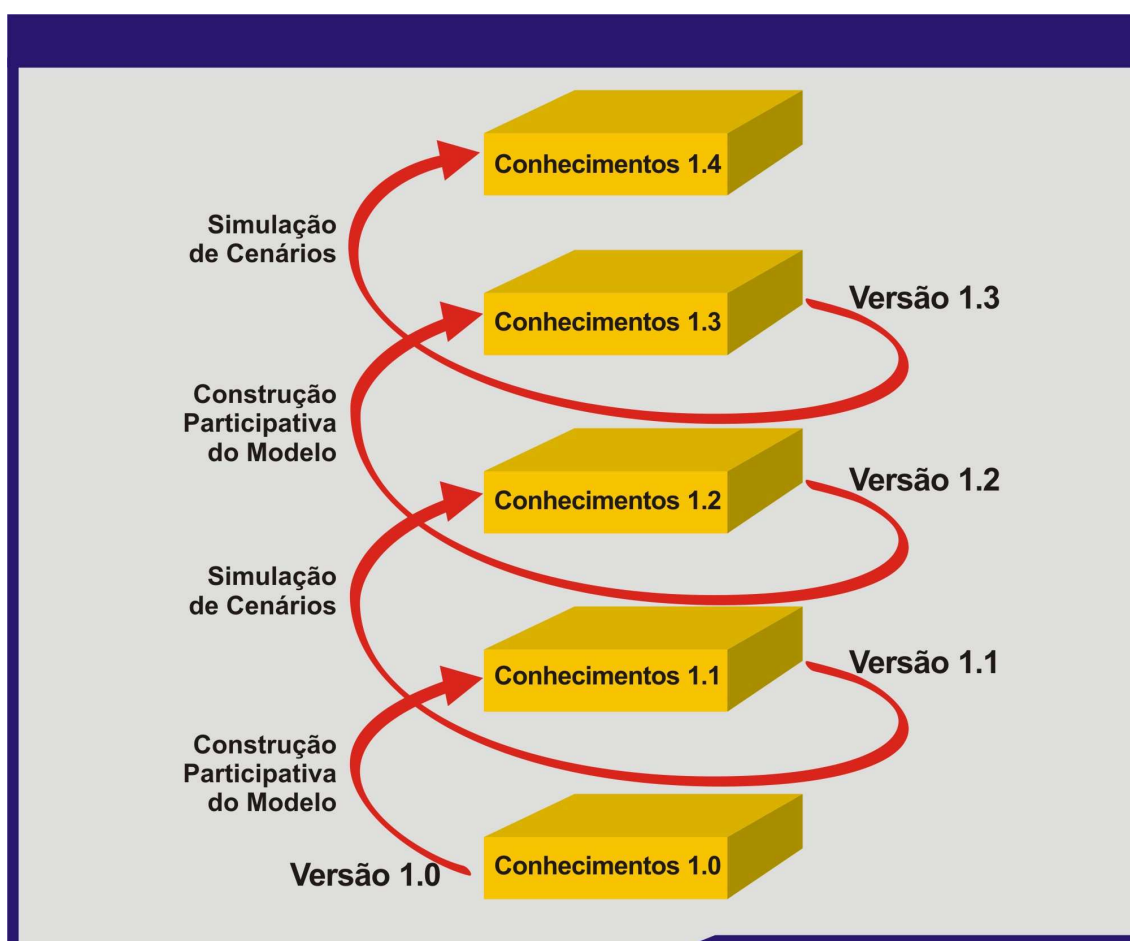 Conhecimentos 1.4
Simulação
de Cenários
Conhecimentos 1.3
Versão 1.3
Construção
Participativa
do Modelo
Conhecimentos 1.2
Versão 1.2
Simulação
de Cenários
Conhecimentos 1.1
Versão 1.1
Construção
Participativa
do Modelo
Versão 1.0
Conhecimentos 1.0